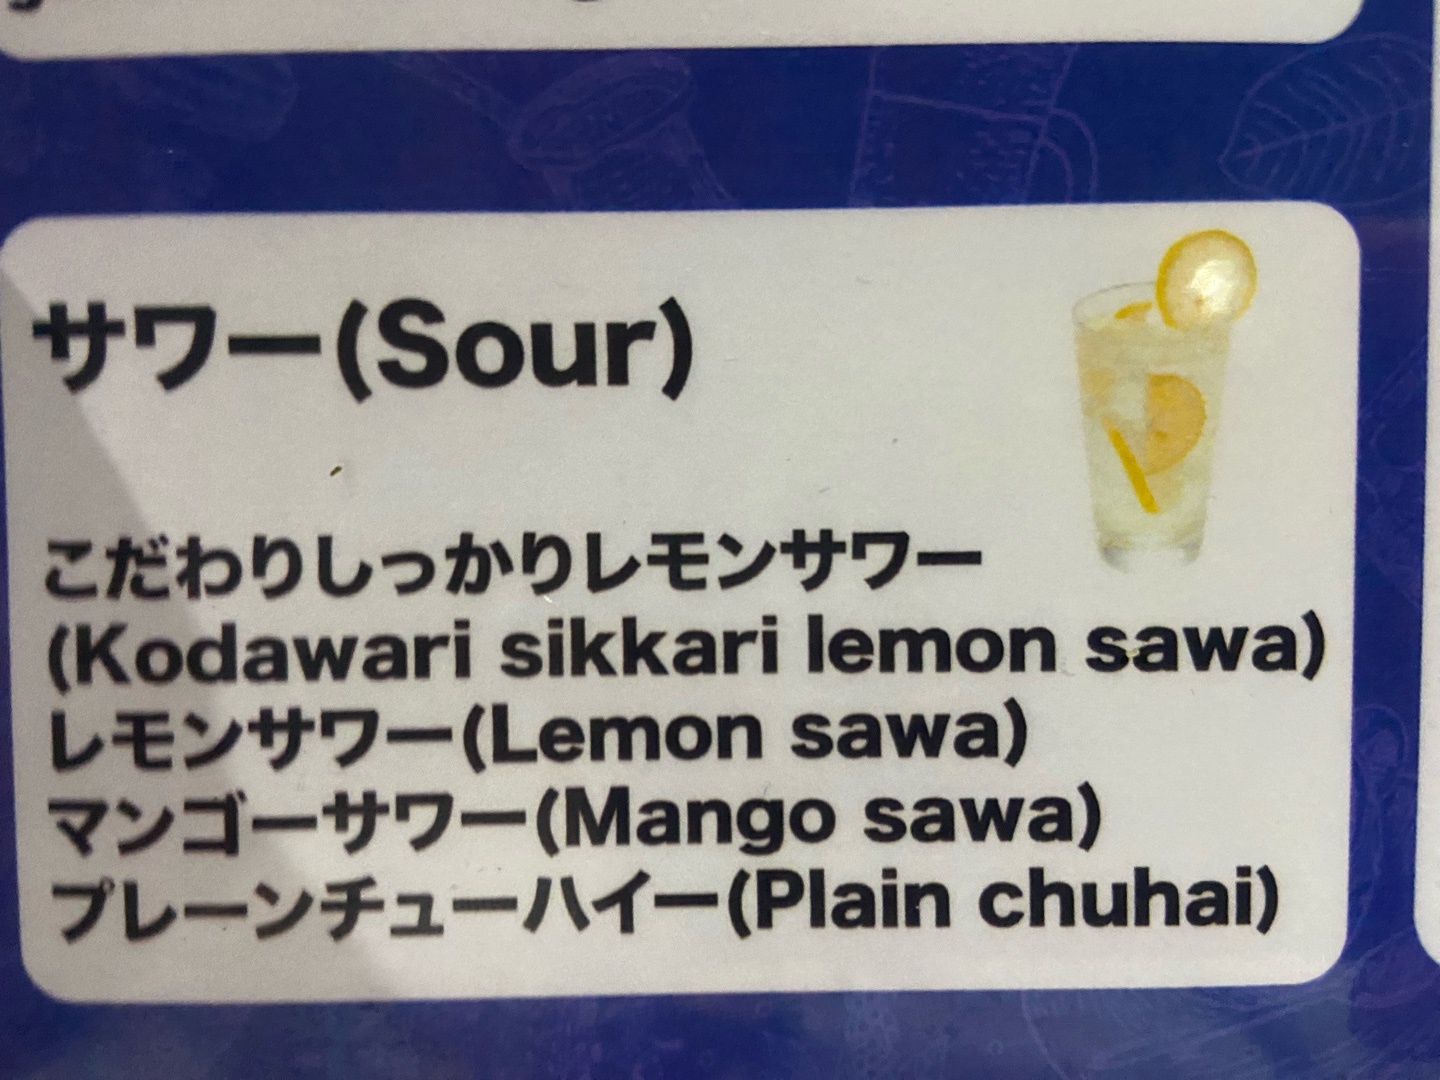 サワー(Sour)
こだわりしっかりレモンサワー
(Kodawari sikkari lemon sawa)
レモンサワー(Lemon sawa)
マンゴーサワー(Mango sawa)
プレーンチューハイー(Plain chuhai)